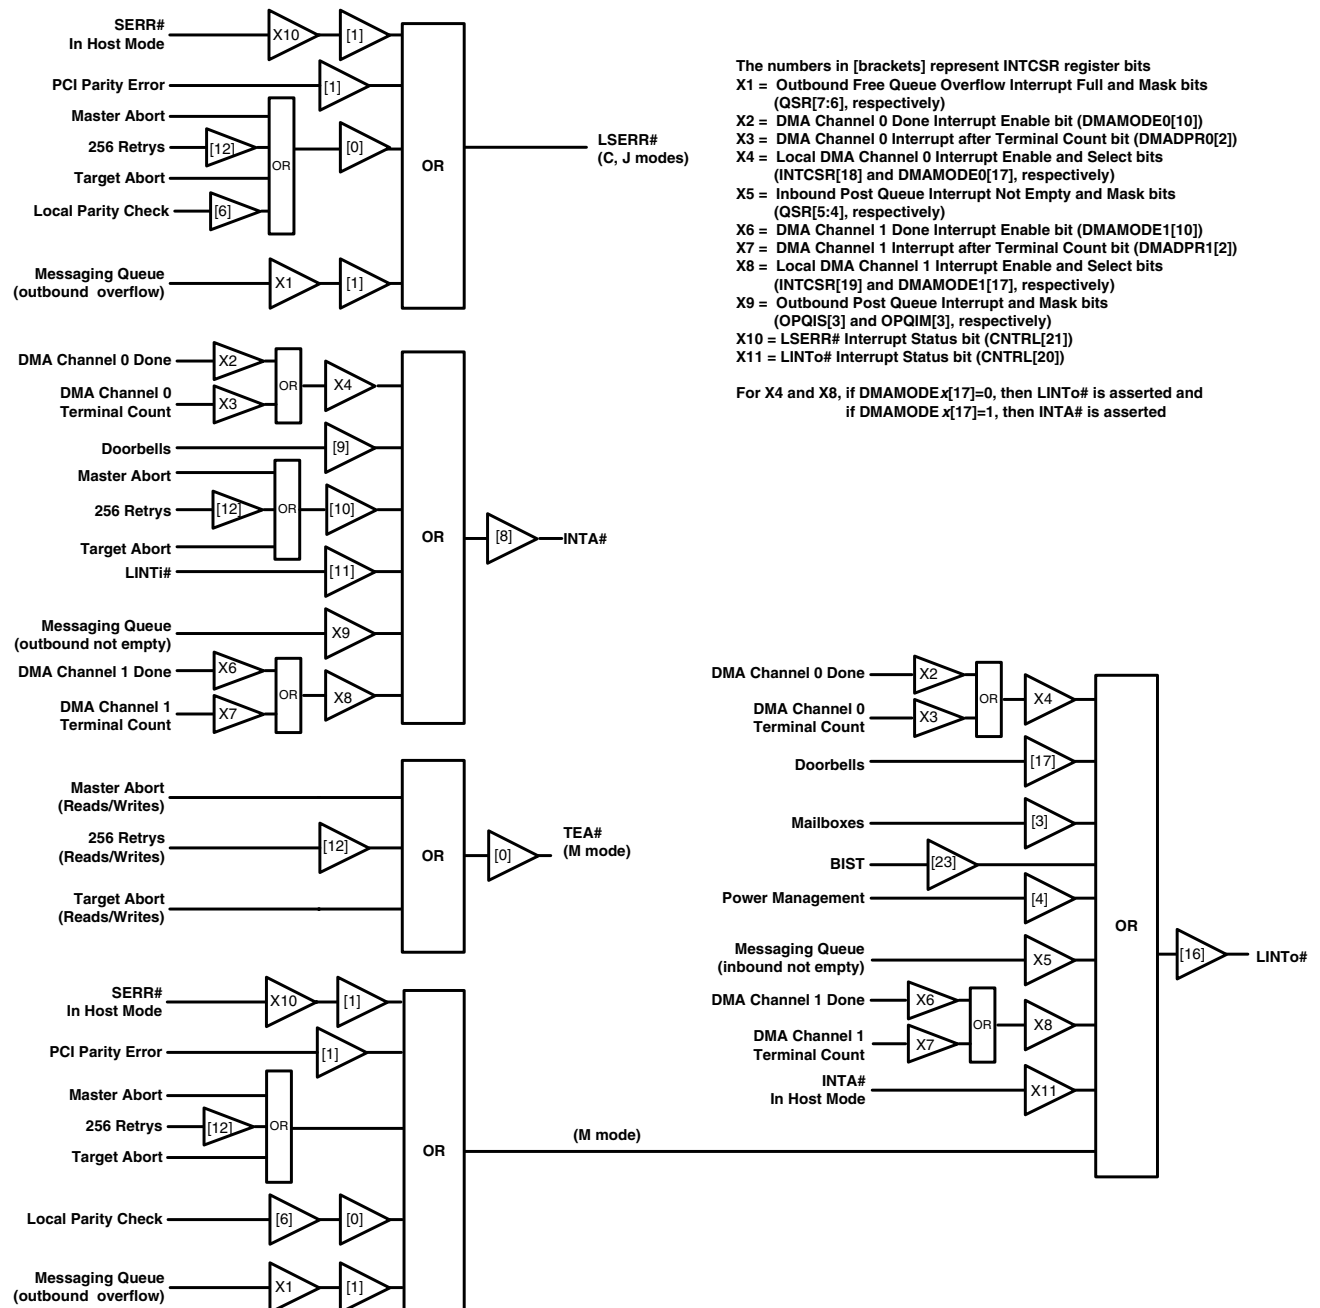 SERR#
In Host Mode
X10
[1]
PCI Parity Error
[1]
Master Abort
256 Retrys
[12]
Target Abort
Local Parity Check
[6]
OR
[0]
Messaging Queue
(outbound overflow)
X1
[1]
OR
LSERR#
(C, J modes)
The numbers in [brackets] represent INTCSR register bits
X1 = Outbound Free Queue Overflow Interrupt Full and Mask bits
(QSR[7:6], respectively)
X2 = DMA Channel 0 Done Interrupt Enable bit (DMAMODE0[10])
X3 = DMA Channel 0 Interrupt after Terminal Count bit (DMADPR0[2])
X4 = Local DMA Channel 0 Interrupt Enable and Select bits
(INTCSR[18] and DMAMODE0[17], respectively)
X5 = Inbound Post Queue Interrupt Not Empty and Mask bits
(QSR[5:4], respectively)
X6 = DMA Channel 1 Done Interrupt Enable bit (DMAMODE1[10])
X7 = DMA Channel 1 Interrupt after Terminal Count bit (DMADPR1[2])
X8 = Local DMA Channel 1 Interrupt Enable and Select bits
(INTCSR[19] and DMAMODE1[17], respectively)
X9 = Outbound Post Queue Interrupt and Mask bits
(OPQIS[3] and OPQIM[3], respectively)
X10 = LSERR# Interrupt Status bit (CNTRL[21])
X11 = LINTo# Interrupt Status bit (CNTRL[20])
For X4 and X8, if DMAMODEx[17]=0, then LINTo# is asserted and
if DMAMODEx[17]=1, then INTA# is asserted
DMA Channel 0 Done
X2
DMA Channel 0
Terminal Count
X3
OR
X4
Doorbells
[9]
Master Abort
256 Retrys
[12]
Target Abort
OR
[10]
LINTi#
[11]
Messaging Queue
(outbound not empty)
X9
DMA Channel 1 Done
X6
DMA Channel 1
Terminal Count
X7
OR
X8
OR
[8]
INTA#
Master Abort
(Reads/Writes)
256 Retrys
(Reads/Writes)
[12]
Target Abort
(Reads/Writes)
OR
[0]
TEA#
(M mode)
SERR#
In Host Mode
X10
[1]
PCI Parity Error
[1]
Master Abort
256 Retrys
[12]
Target Abort
OR
Local Parity Check
[6]
[0]
Messaging Queue
(outbound overflow)
X1
[1]
OR
(M mode)
DMA Channel 0 Done
X2
DMA Channel 0
Terminal Count
X3
OR
X4
Doorbells
[17]
Mailboxes
[3]
BIST
[23]
Power Management
[4]
Messaging Queue
(inbound not empty)
X5
DMA Channel 1 Done
X6
DMA Channel 1
Terminal Count
X7
OR
X8
INTA#
In Host Mode
X11
OR
[16]
LINTo#